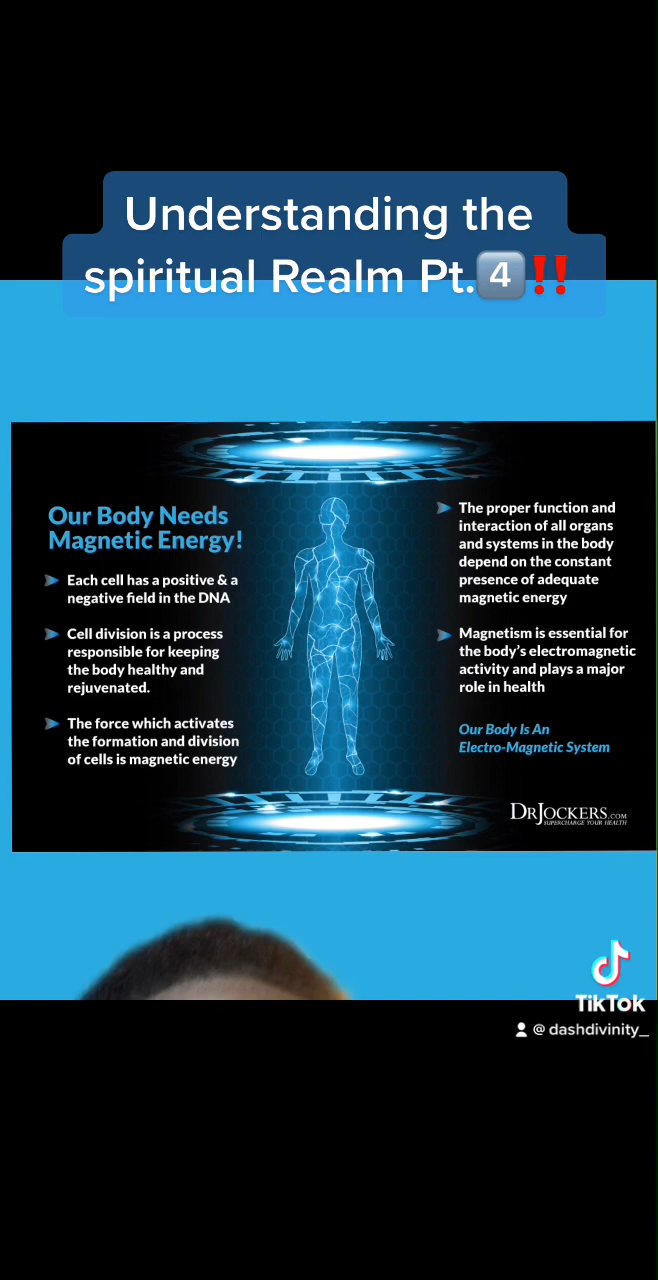 Understanding the
spiritual Realm Pt.4️⃣‼️
Our Body Needs
Magnetic Energy!
Each cell has a positive & a
negative field in the DNA
Cell division is a process
responsible for keeping
the body healthy and
rejuvenated.
The force which activates
the formation and division
of cells is magnetic energy
The proper function and
interaction of all organs
and systems in the body
depend on the constant
presence of adequate
magnetic energy
Magnetism is essential for
the body's electromagnetic
activity and plays a major
role in health
Our Body Is An
Electro-Magnetic System
DRJOCKERS.COM
SUPERCHARGE YOUR HEALTH
TikTok
@ dashdivinity_